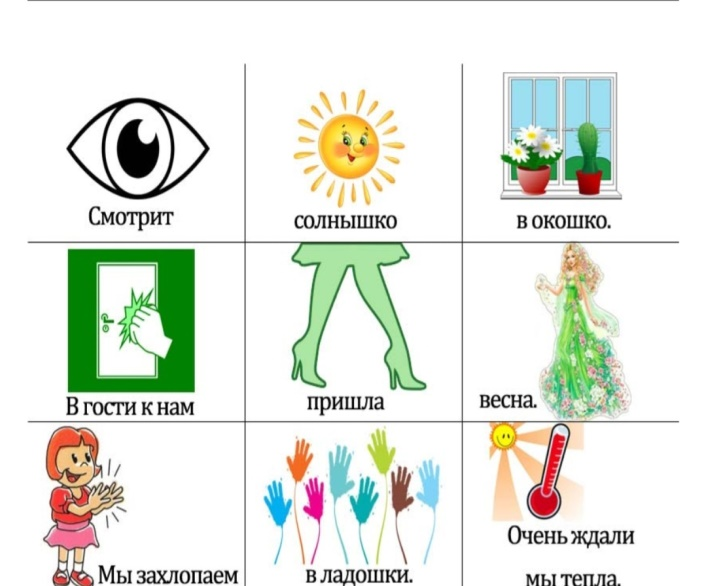 Смотрит
солнышко
в окошко.
В гости к нам
пришла
весна.
Мы захлопаем
в ладошки.
Очень ждали
мы тепла.